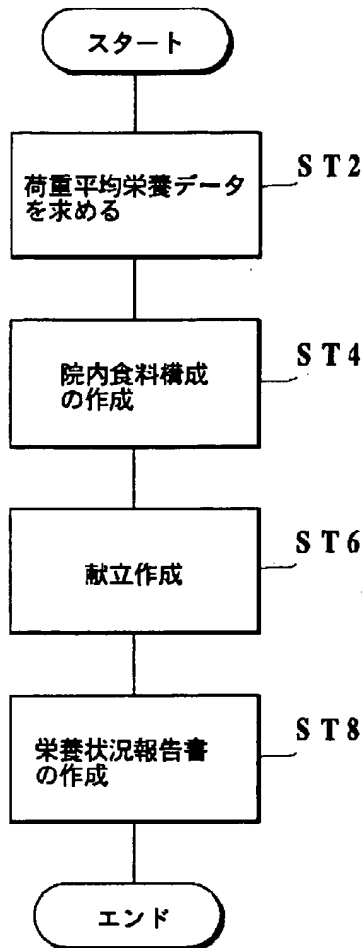 スタート
荷重平均栄養データ
を求める
ST2
院内食料構成
の作成
ST4
献立作成
ST6
栄養状況報告書
の作成
ST8
エンド